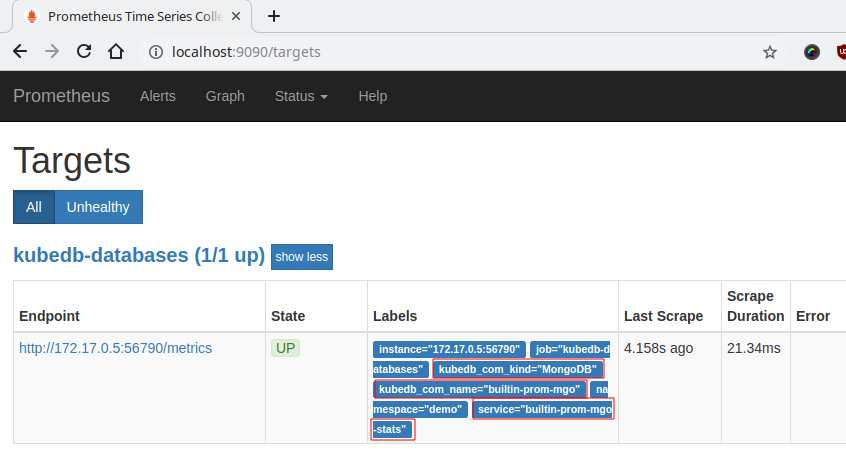 Prometheus Time Series Colle
localhost:9090/targets
Prometheus Alerts Graph Status Help
Targets
All Unhealthy
kubedb-databases (1/1 up) show less
Endpoint State Labels Last Scrape Scrape Duration Error
http://172.17.0.5:56790/metrics UP instance="172.17.0.5:56790" job="kubedb-d 4.158s ago 21.34ms
atabases" kubedb_com_kind="MongoDB"
kubedb_com_name="builtin-prom-mgo" na
mespace="demo" service="builtin-prom-mgo
-stats"